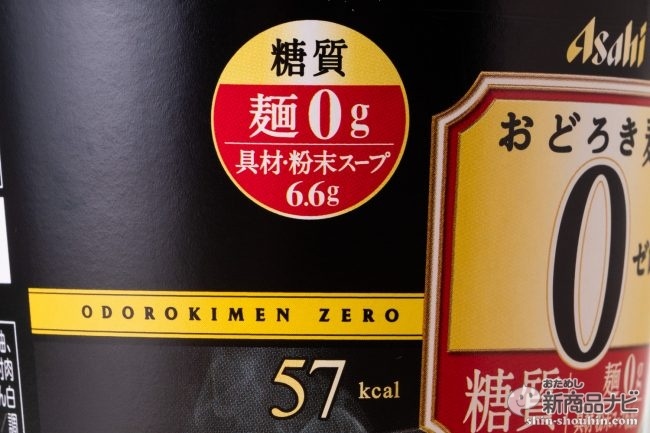 糖質
麺0g
具材・粉末スープ
6.6g
ODOROKIMEN ZERO
57 kcal
Asahi
おどろき麺
0
ゼ
糖質
麺0g
おためし
新商品ナビ
shin-shouhin.com